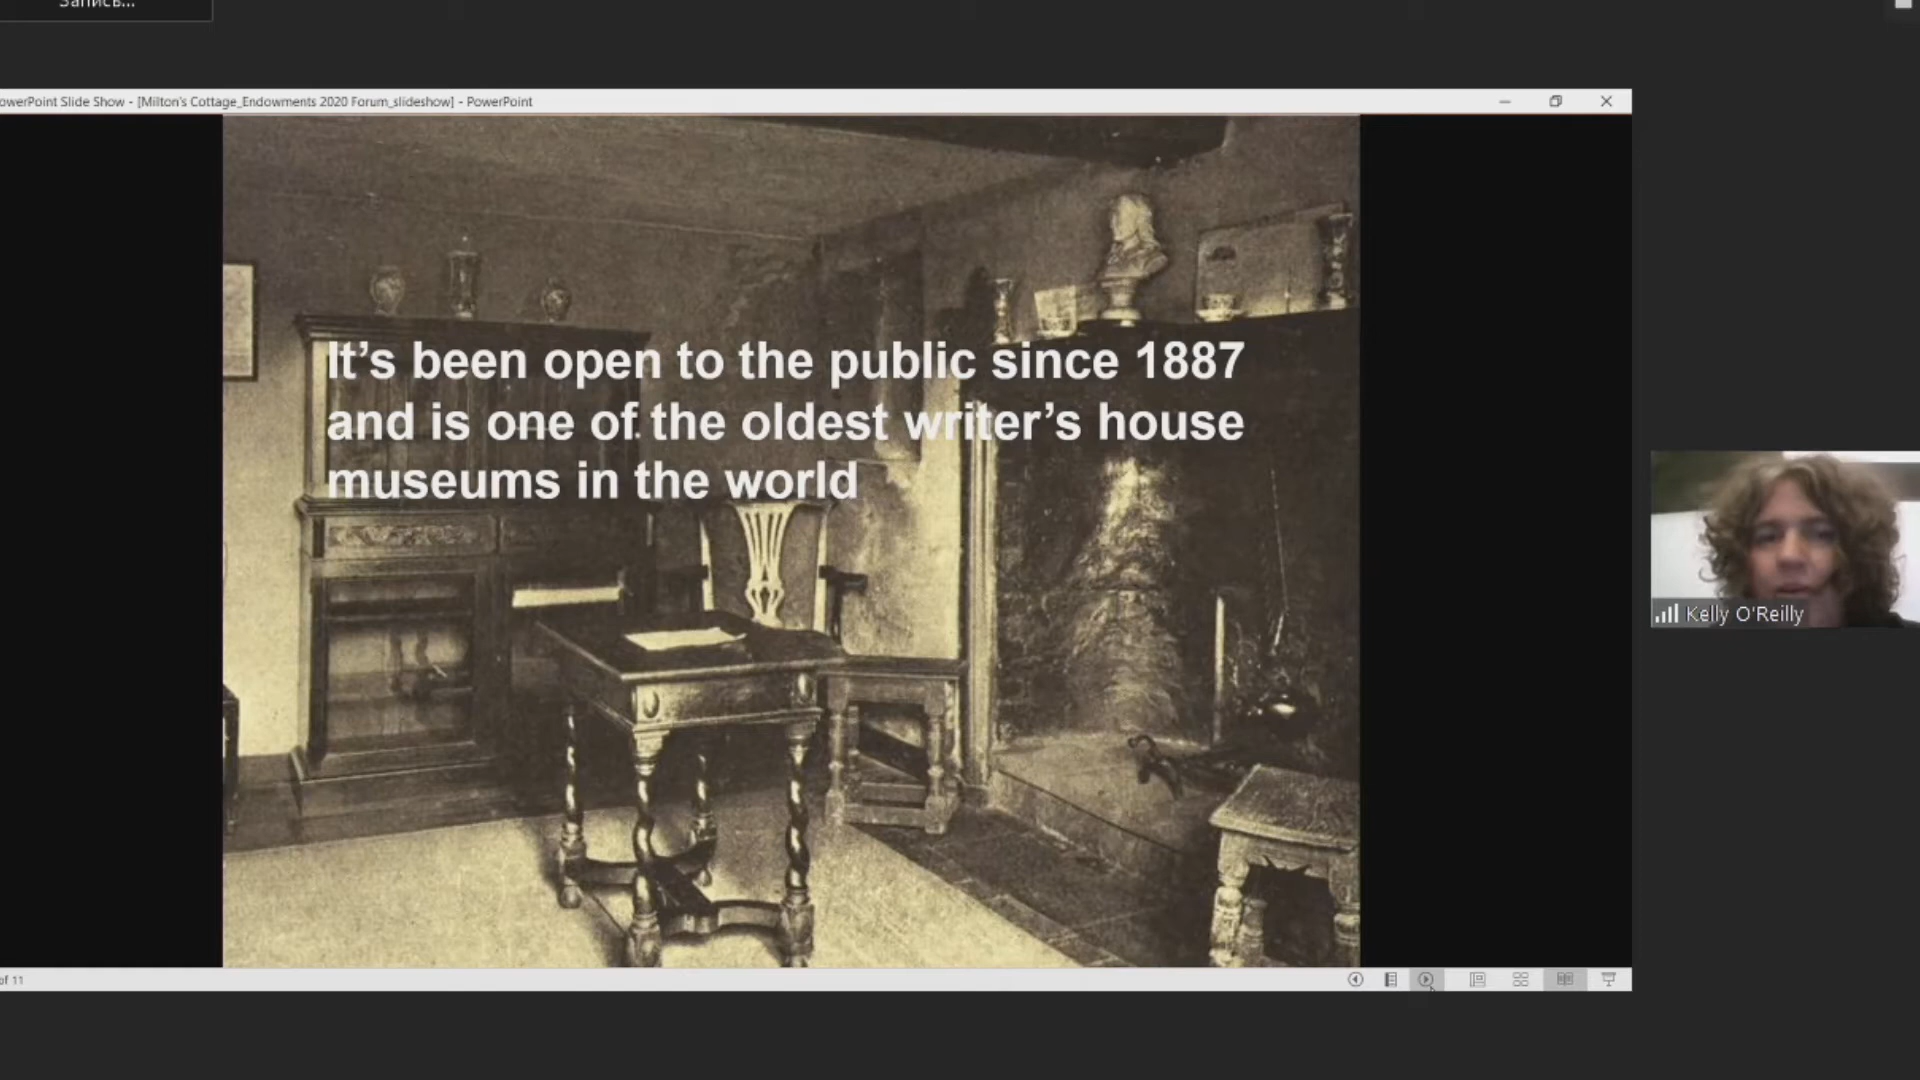 Запись...
owerPoint Slide Show - [Milton's Cottage_Endowments 2020 Forum_slideshow] - PowerPoint
It's been open to the public since 1887
and is one of the oldest writer's house
museums in the world
Kelly O'Reilly
of 11